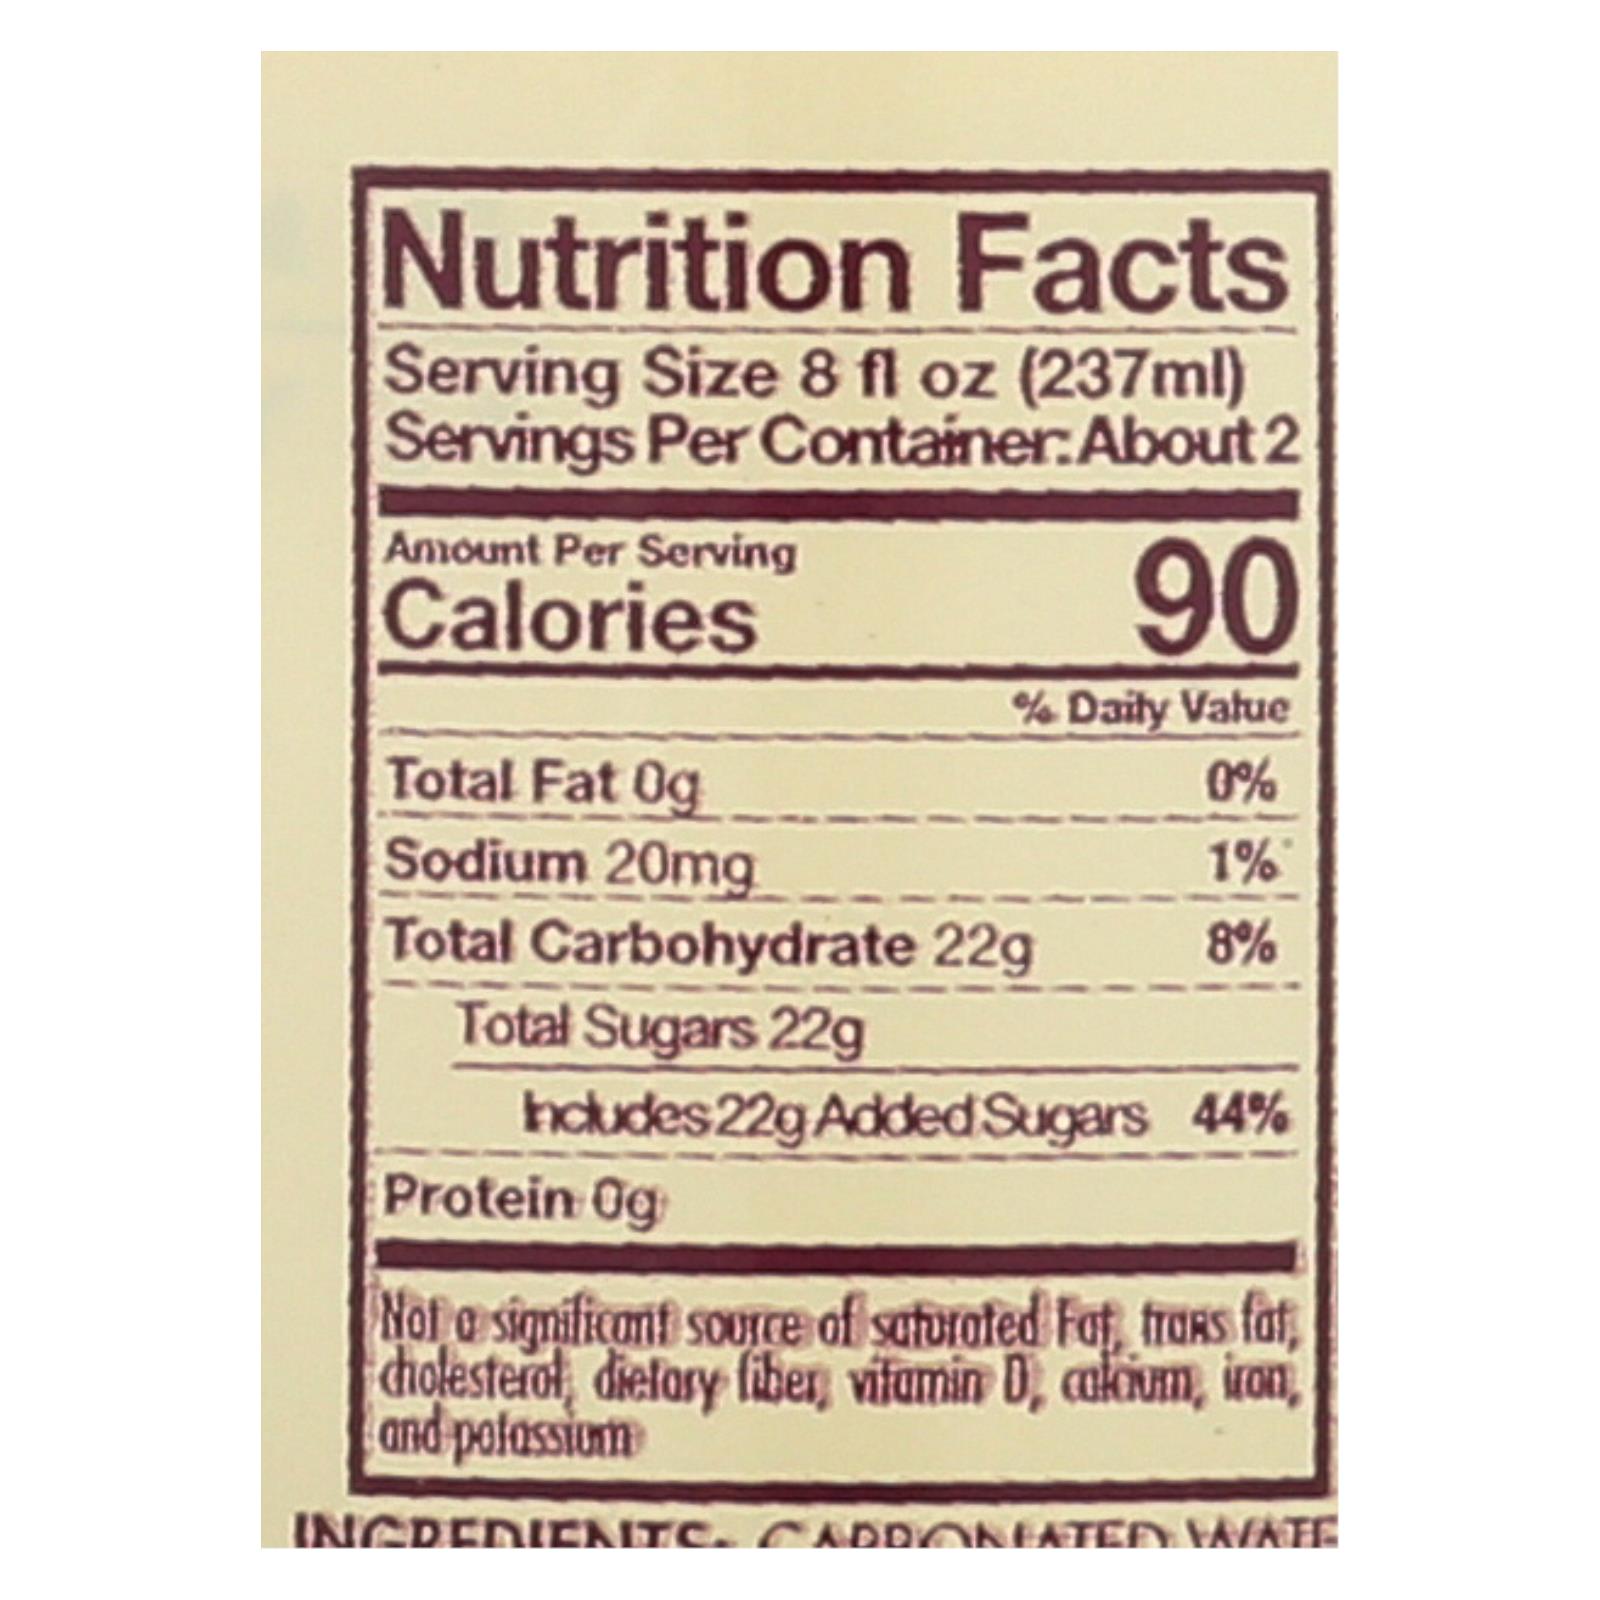 Nutrition Facts
Serving Size 8 fl oz (237ml)
Servings Per Container: About 2
Amount Per Serving
Calories 90
% Daily Value
Total Fat 0g 0%
Sodium 20mg 1%
Total Carbohydrate 22g 8%
Total Sugars 22g
Includes 22g Added Sugars 44%
Protein 0g
Not a significant source of saturated Fat, trans fat,
cholesterol, dietary fiber, vitamin D, calcium, iron,
and potassium
INGREDIENTS: CARBONATED WATE